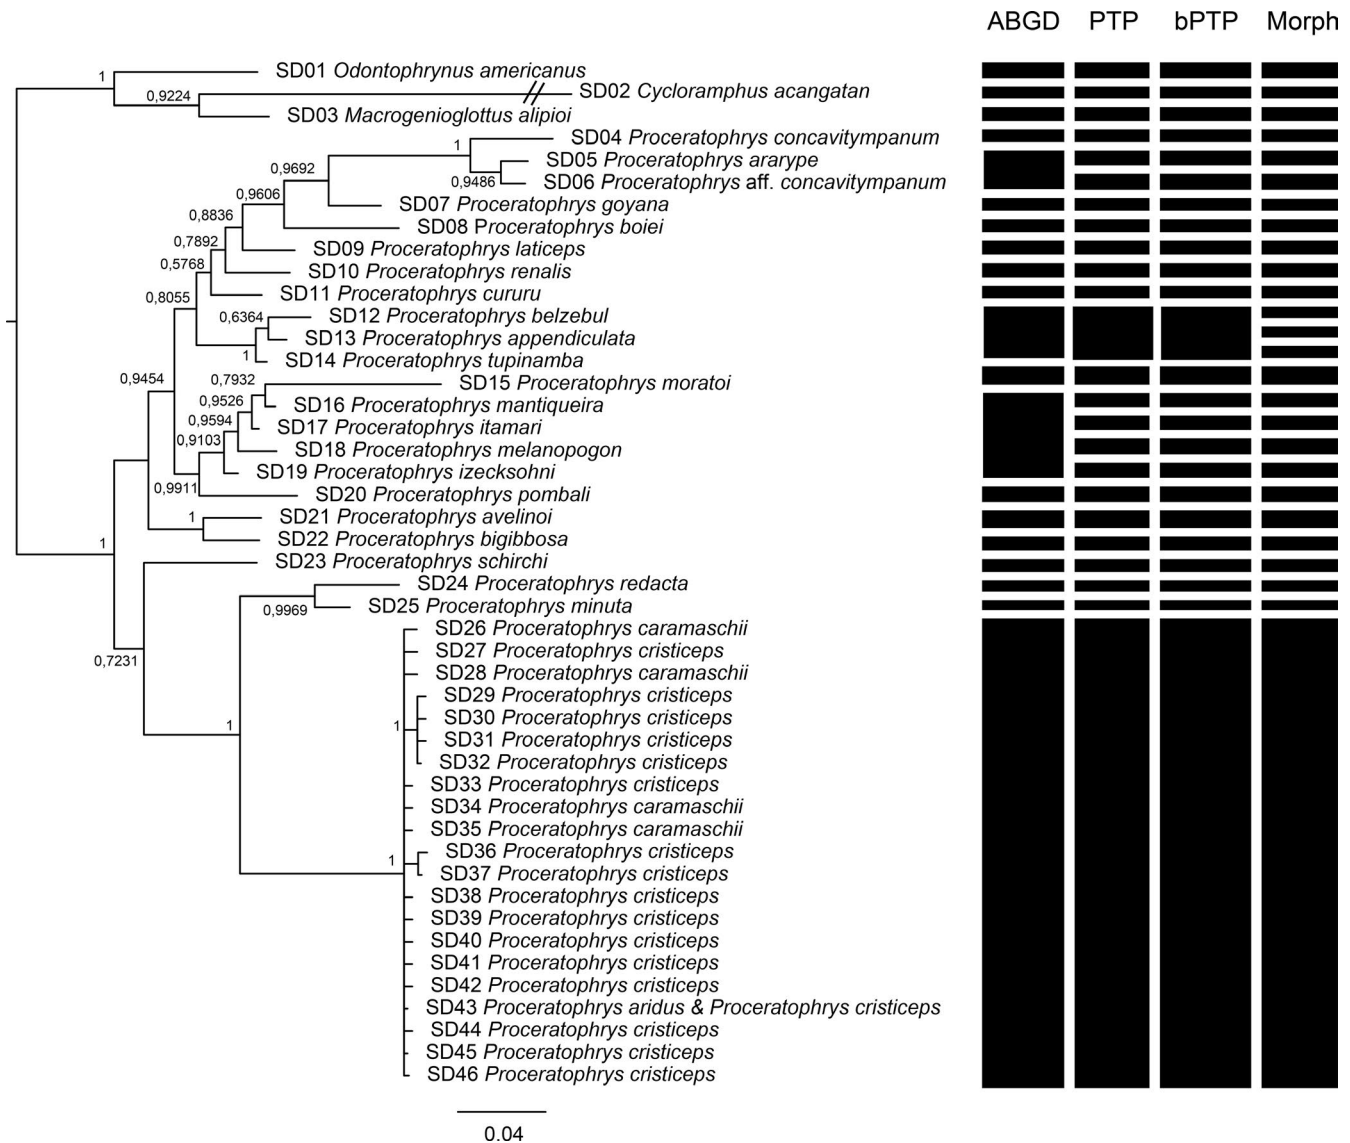 ABGD PTP bPTP Morph
1 SD01 Odontophrynus americanus
0,9224 SD02 Cycloramphus acangatan
SD03 Macrogenioglottus alipioi
1 SD04 Proceratophrys concavitympanum
SD05 Proceratophrys ararype
0,9692
0,9486 SD06 Proceratophrys aff. concavitympanum
0,9606
SD07 Proceratophrys goyana
0,8836
SD08 Proceratophrys boiei
0,7892
SD09 Proceratophrys laticeps
0,5768
SD10 Proceratophrys renalis
0,8055 SD11 Proceratophrys cururu
0,6364 SD12 Proceratophrys belzebul
SD13 Proceratophrys appendiculata
1 SD14 Proceratophrys tupinamba
0,9454 0,7932 SD15 Proceratophrys moratoi
0,9526 SD16 Proceratophrys mantiqueira
0,9594 SD17 Proceratophrys itamari
0,9103 SD18 Proceratophrys melanopogon
SD19 Proceratophrys izecksohni
0,9911 SD20 Proceratophrys pombali
1 SD21 Proceratophrys avelinoi
1 SD22 Proceratophrys bigibbosa
SD23 Proceratophrys schirchi
SD24 Proceratophrys redacta
0,9969 SD25 Proceratophrys minuta
SD26 Proceratophrys caramaschii
SD27 Proceratophrys cristiceps
0,7231
SD28 Proceratophrys caramaschii
SD29 Proceratophrys cristiceps
1 1 SD30 Proceratophrys cristiceps
SD31 Proceratophrys cristiceps
SD32 Proceratophrys cristiceps
SD33 Proceratophrys cristiceps
SD34 Proceratophrys caramaschii
SD35 Proceratophrys caramaschii
1 SD36 Proceratophrys cristiceps
SD37 Proceratophrys cristiceps
SD38 Proceratophrys cristiceps
SD39 Proceratophrys cristiceps
SD40 Proceratophrys cristiceps
SD41 Proceratophrys cristiceps
SD42 Proceratophrys cristiceps
SD43 Proceratophrys aridus & Proceratophrys cristiceps
SD44 Proceratophrys cristiceps
SD45 Proceratophrys cristiceps
SD46 Proceratophrys cristiceps
0.04